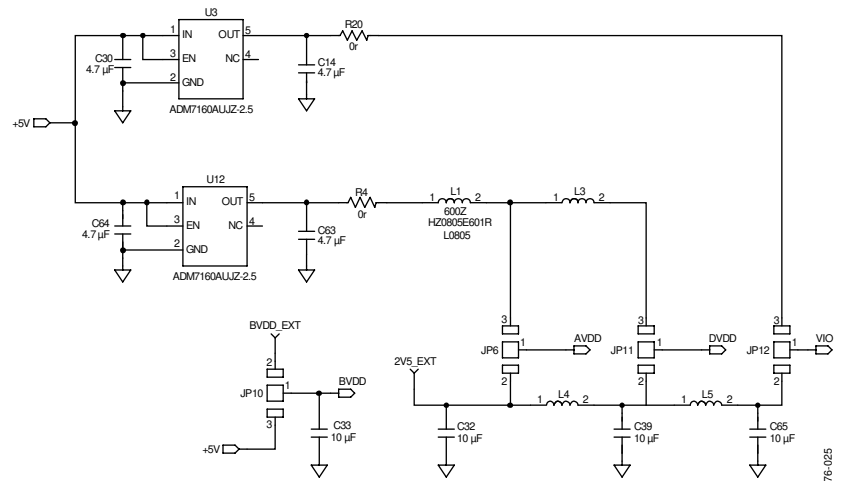 U3
1 IN OUT 5
3 EN NC 4
2 GND
ADM7160AUJZ-2.5
C30
4.7 µF
C14
4.7 µF
R20
0r
+5V
U12
1 IN OUT 5
3 EN NC 4
2 GND
ADM7160AUJZ-2.5
C64
4.7 µF
C63
4.7 µF
R4
0r
L1
1 2
600Z
HZ0805E601R
L0805
L3
1 2
BVDD_EXT
2
JP10 1 BVDD
3
C33
10 µF
+5V
2V5_EXT
3
JP6 1 AVDD
2
3
JP11 1 DVDD
2
3
JP12 1 VIO
2
L4
1 2
L5
1 2
C32
10 µF
C39
10 µF
C65
10 µF
76-025